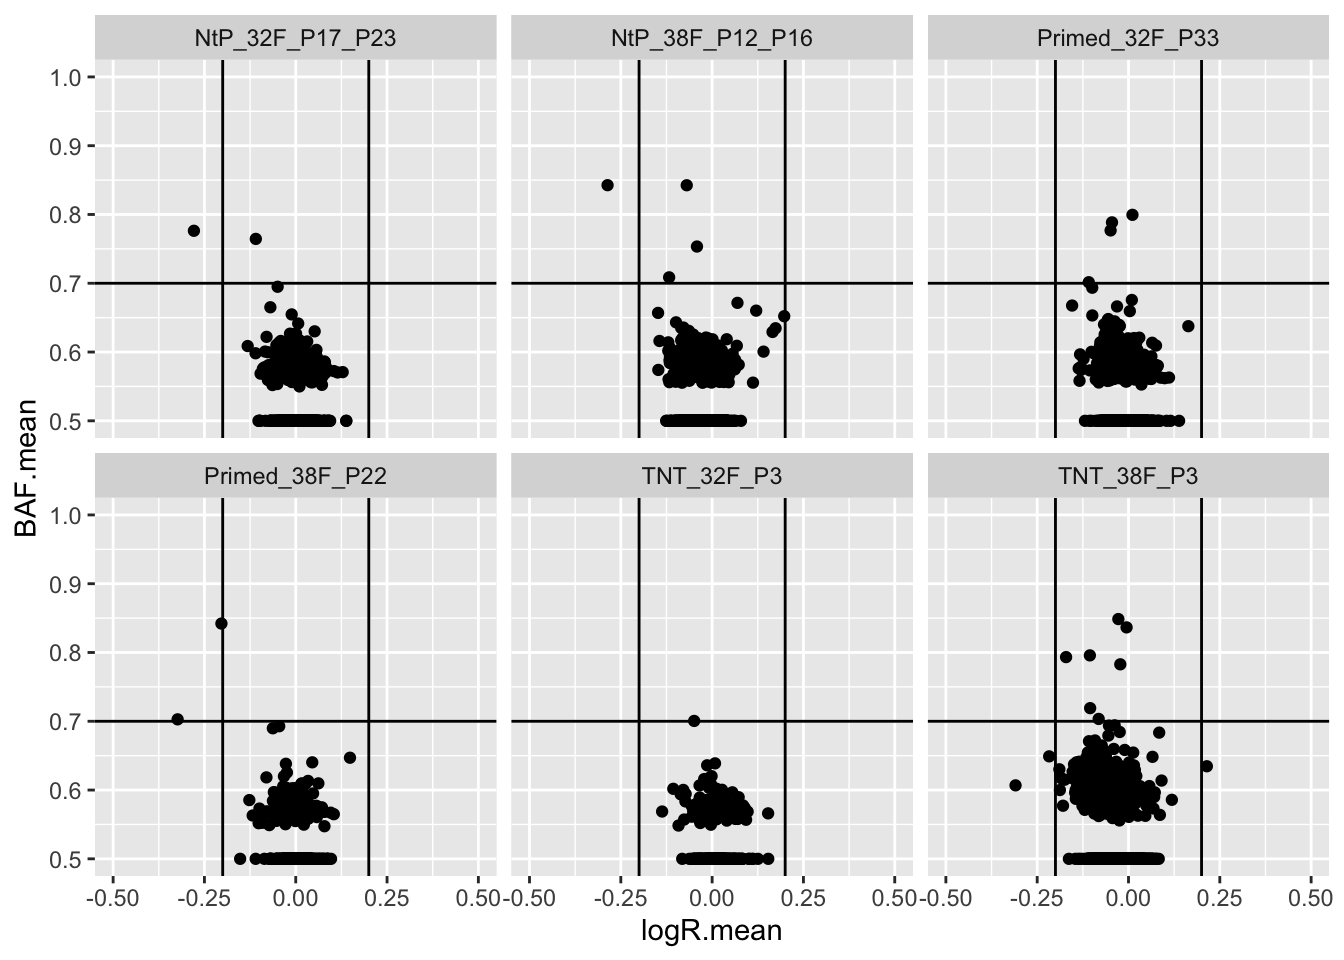 NtP_32F_P17_P23 NtP_38F_P12_P16 Primed_32F_P33
1.0
0.9
0.8
0.7
0.6
0.5
BAF.mean
Primed_38F_P22 TNT_32F_P3 TNT_38F_P3
1.0
0.9
0.8
0.7
0.6
0.5
-0.50 -0.25 0.00 0.25 0.50 -0.50 -0.25 0.00 0.25 0.50 -0.50 -0.25 0.00 0.25 0.50
logR.mean